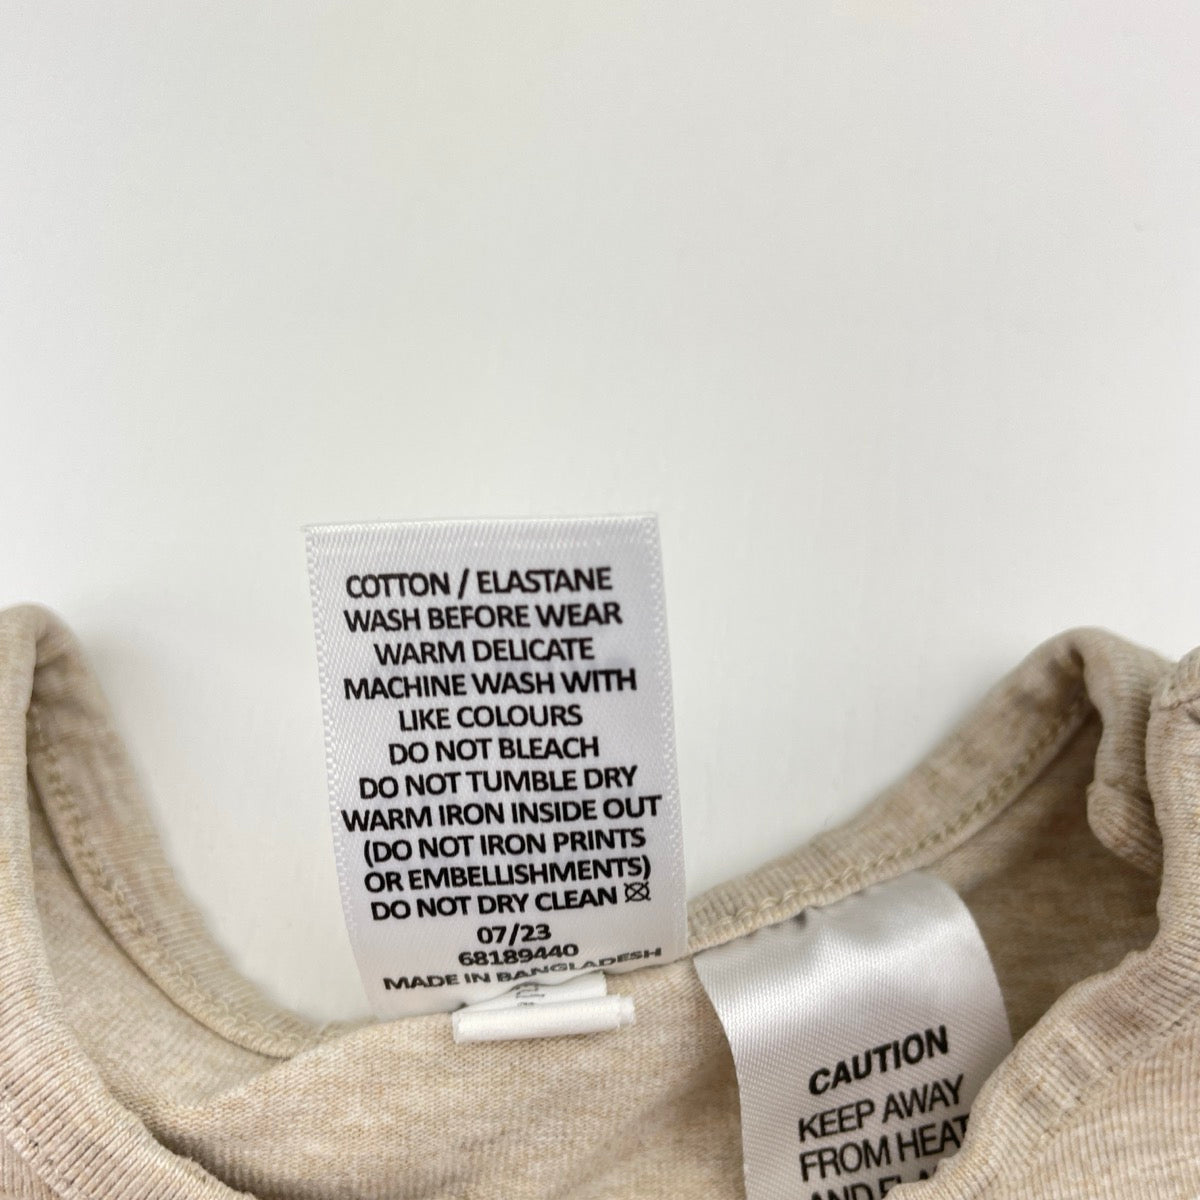 COTTON / ELASTANE
WASH BEFORE WEAR
WARM DELICATE
MACHINE WASH WITH
LIKE COLOURS
DO NOT BLEACH
DO NOT TUMBLE DRY
WARM IRON INSIDE OUT
(DO NOT IRON PRINTS
OR EMBELLISHMENTS)
DO NOT DRY CLEAN
07/23
68189440
MADE IN BANGLADESH
CAUTION
KEEP AWAY
FROM HEAT
AND